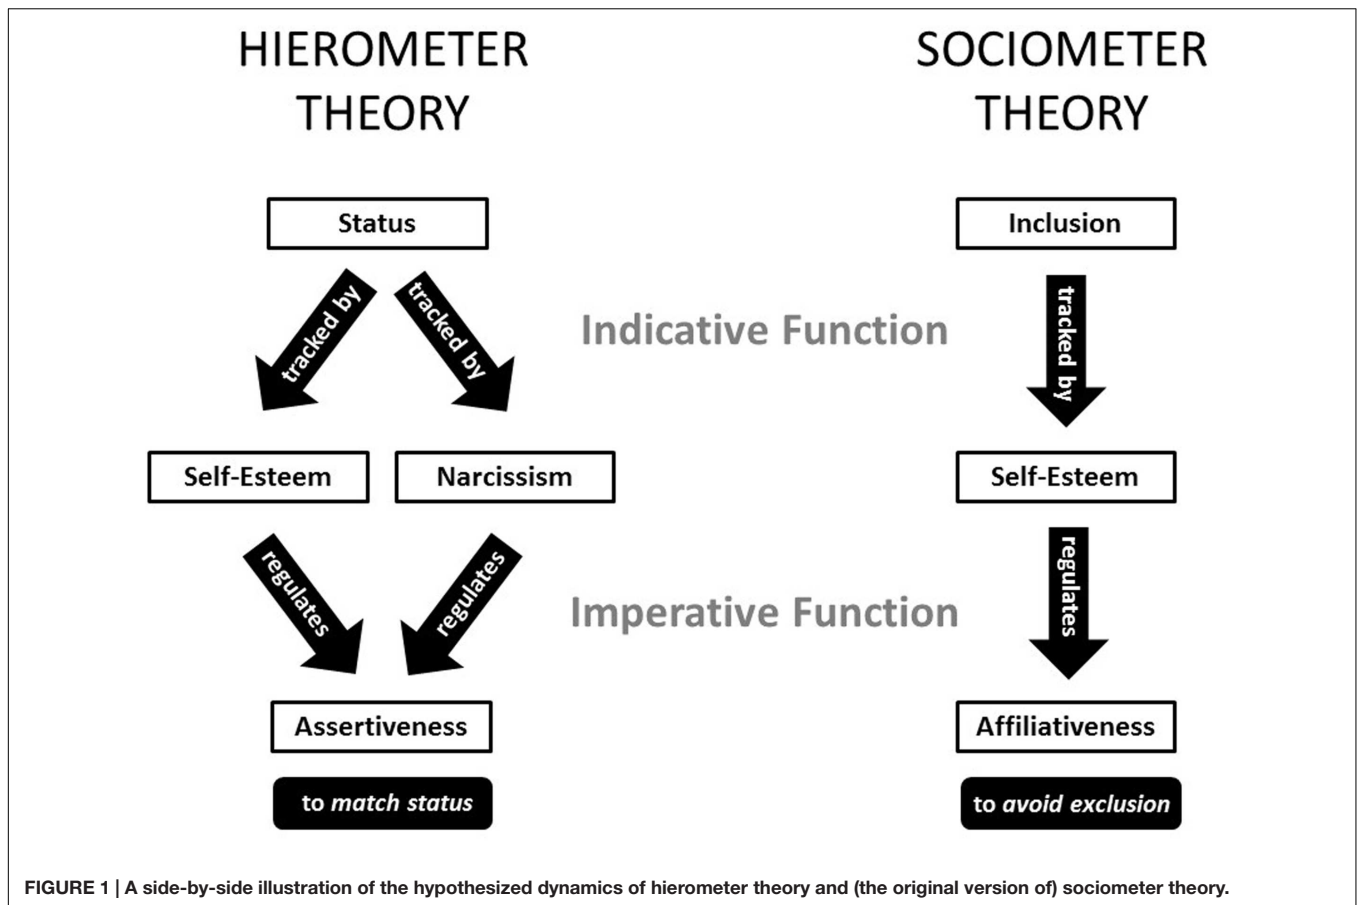 HIEROMETER
THEORY
SOCIOMETER
THEORY
Status
Inclusion
tracked by
tracked by
Indicative Function
tracked by
Self-Esteem
Narcissism
Self-Esteem
regulates
regulates
Imperative Function
regulates
Assertiveness
Affiliativeness
to match status
to avoid exclusion
FIGURE 1 | A side-by-side illustration of the hypothesized dynamics of hierometer theory and (the original version of) sociometer theory.